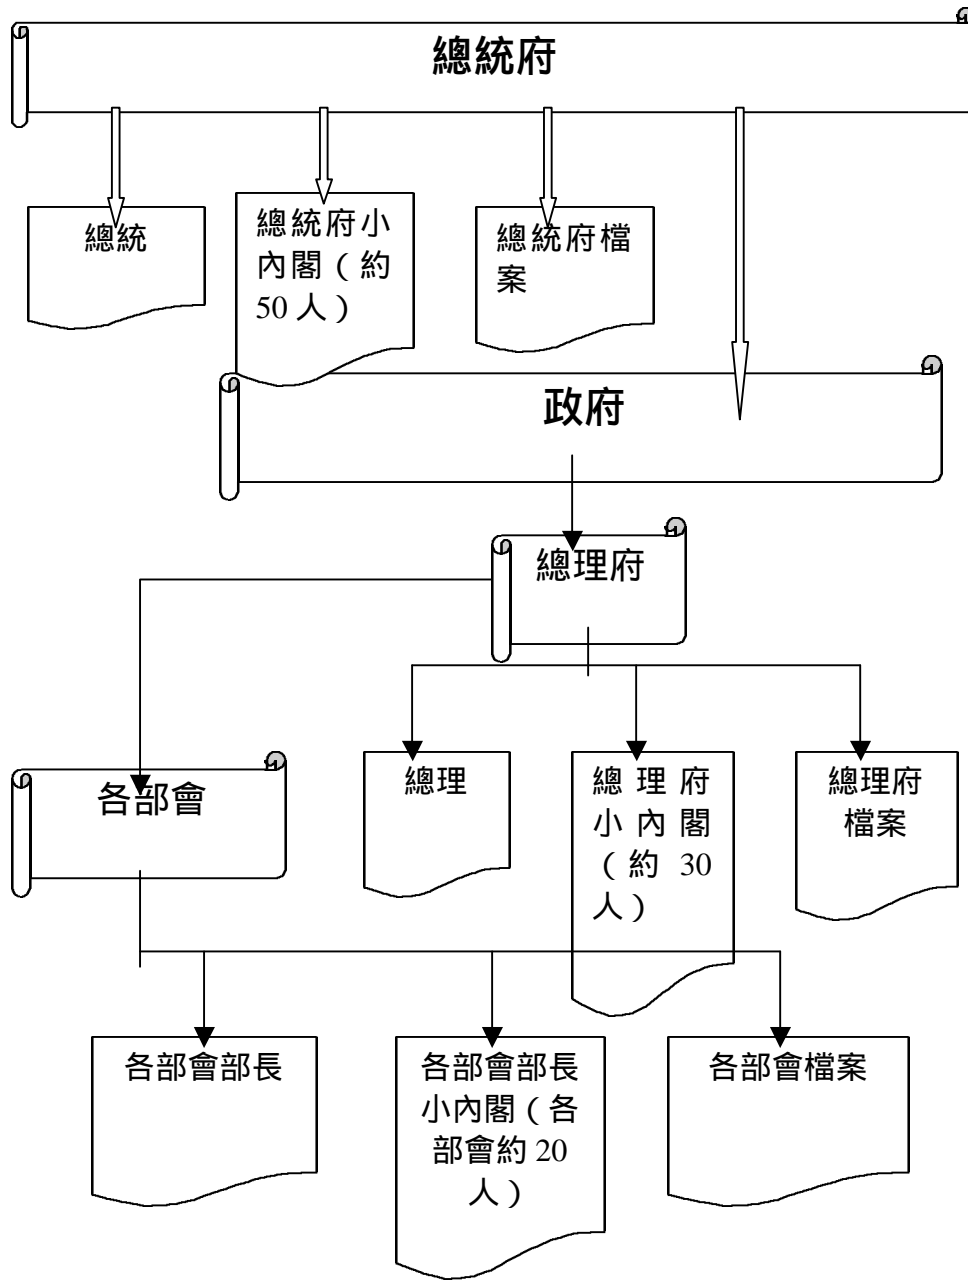 總統府
總統
總統府小
內閣（約
50 人）
總統府檔
案
政府
總理府
各部會
總理
總理府
小內閣
（約 30
人）
總理府
檔案
各部會部長
各部會部長
小內閣（各
部會約 20
人）
各部會檔案